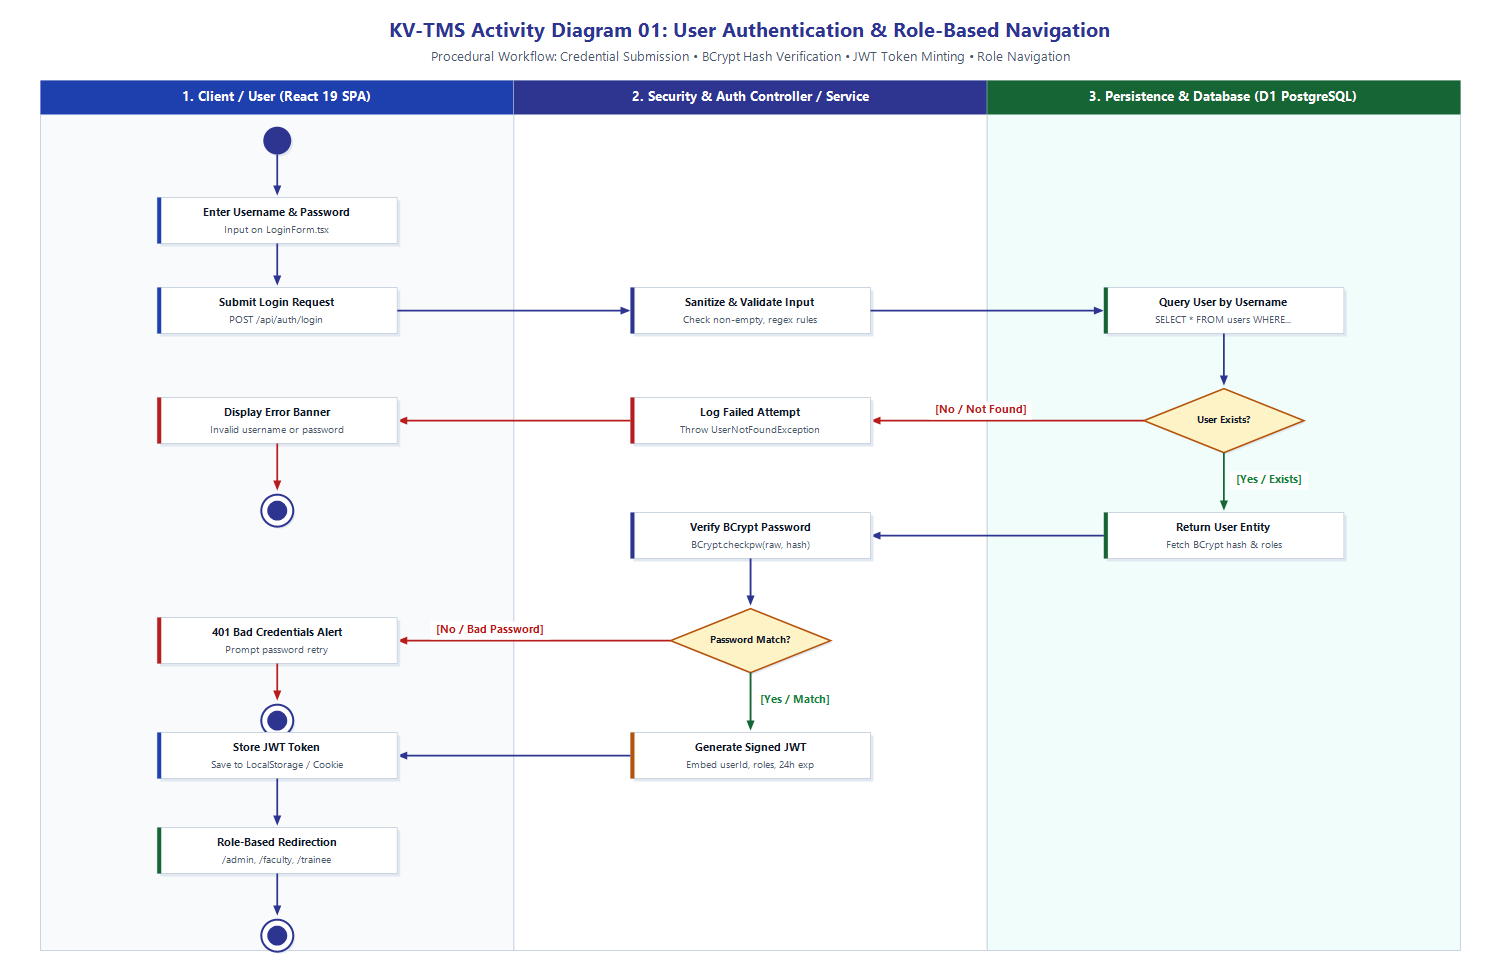 KV-TMS Activity Diagram 01: User Authentication & Role-Based Navigation
Procedural Workflow: Credential Submission • BCrypt Hash Verification • JWT Token Minting • Role Navigation
1. Client / User (React 19 SPA)
2. Security & Auth Controller / Service
3. Persistence & Database (D1 PostgreSQL)
Enter Username & Password
Input on LoginForm.tsx
Submit Login Request
POST /api/auth/login
Sanitize & Validate Input
Check non-empty, regex rules
Query User by Username
SELECT * FROM users WHERE...
Display Error Banner
Invalid username or password
Log Failed Attempt
Throw UserNotFoundException
[No / Not Found]
User Exists?
[Yes / Exists]
Verify BCrypt Password
BCrypt.checkpw(raw, hash)
Return User Entity
Fetch BCrypt hash & roles
401 Bad Credentials Alert
Prompt password retry
[No / Bad Password]
Password Match?
[Yes / Match]
Store JWT Token
Save to LocalStorage / Cookie
Generate Signed JWT
Embed userId, roles, 24h exp
Role-Based Redirection
/admin, /faculty, /trainee